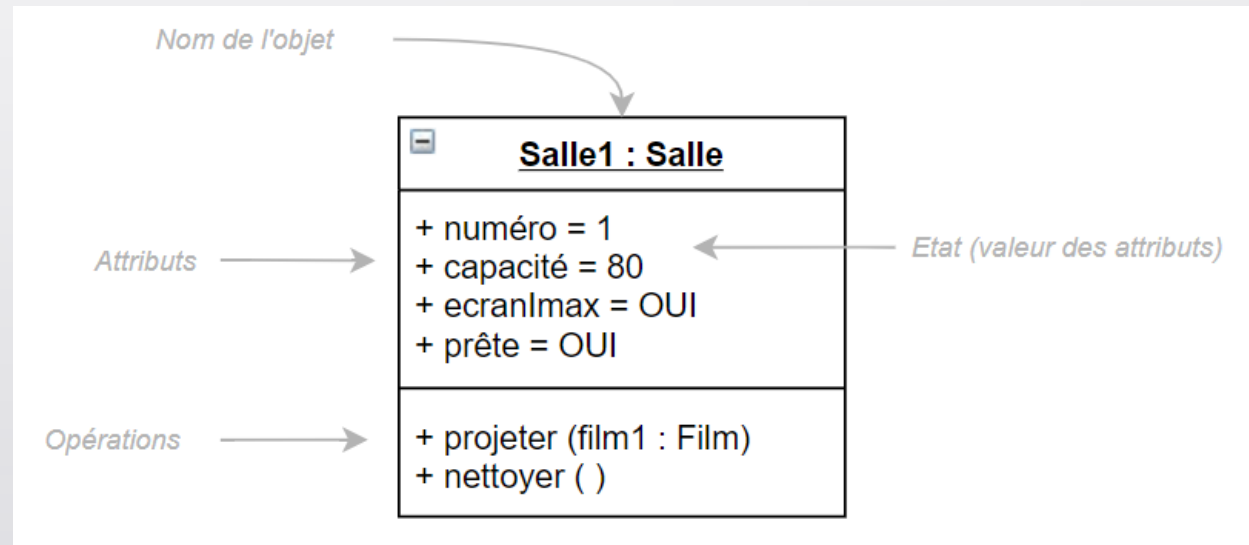 Nom de l'objet
Salle1 : Salle
+ numéro = 1
+ capacité = 80
+ ecranImax = OUI
+ prête = OUI
Attributs
Etat (valeur des attributs)
+ projeter (film1 : Film)
+ nettoyer ( )
Opérations